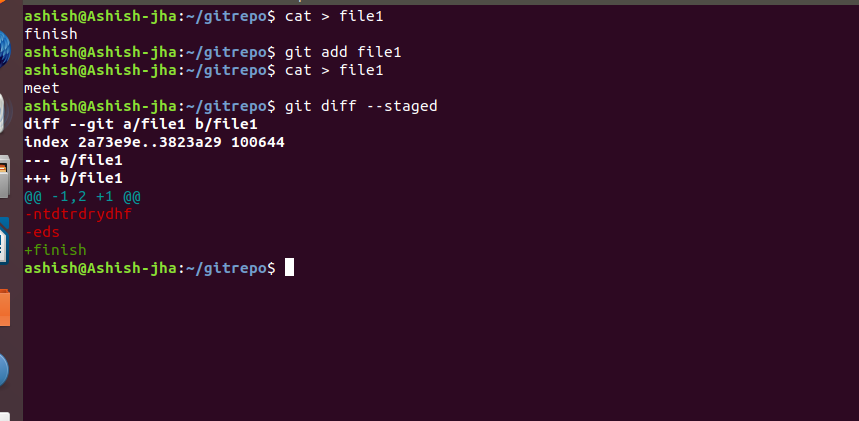 ashish@Ashish-jha:~/gitrepo$ cat > file1
finish
ashish@Ashish-jha:~/gitrepo$ git add file1
ashish@Ashish-jha:~/gitrepo$ cat > file1
meet
ashish@Ashish-jha:~/gitrepo$ git diff --staged
diff --git a/file1 b/file1
index 2a73e9e..3823a29 100644
--- a/file1
+++ b/file1
@@ -1,2 +1 @@
-ntdtrdrydhf
-eds
+finish
ashish@Ashish-jha:~/gitrepo$